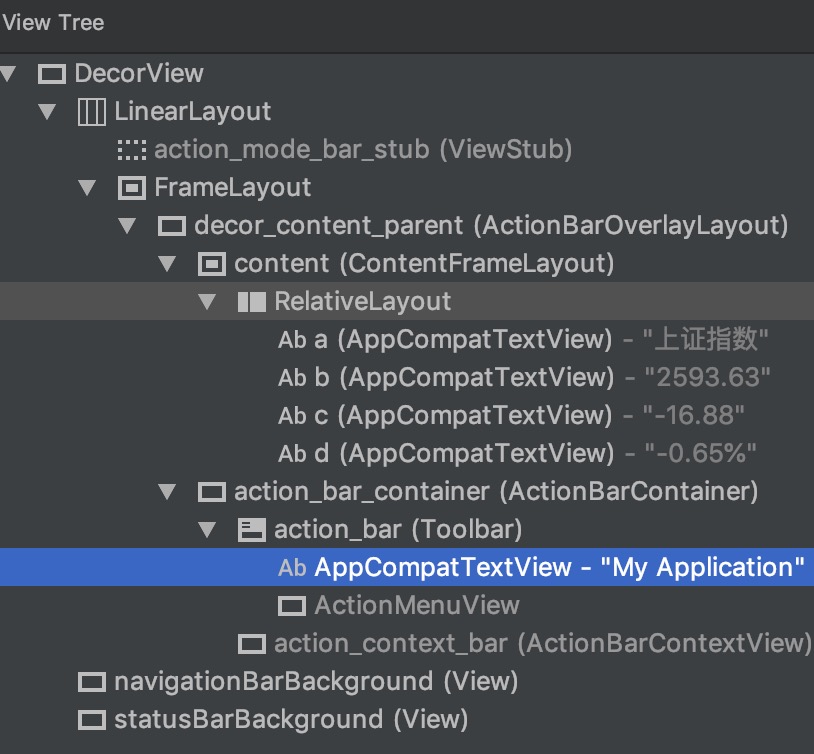 View Tree
DecorView
LinearLayout
action_mode_bar_stub (ViewStub)
FrameLayout
decor_content_parent (ActionBarOverlayLayout)
content (ContentFrameLayout)
RelativeLayout
Ab a (AppCompatTextView) - "上证指数"
Ab b (AppCompatTextView) - "2593.63"
Ab c (AppCompatTextView) - "-16.88"
Ab d (AppCompatTextView) - "-0.65%"
action_bar_container (ActionBarContainer)
action_bar (Toolbar)
Ab AppCompatTextView - "My Application"
ActionMenuView
action_context_bar (ActionBarContextView)
navigationBarBackground (View)
statusBarBackground (View)